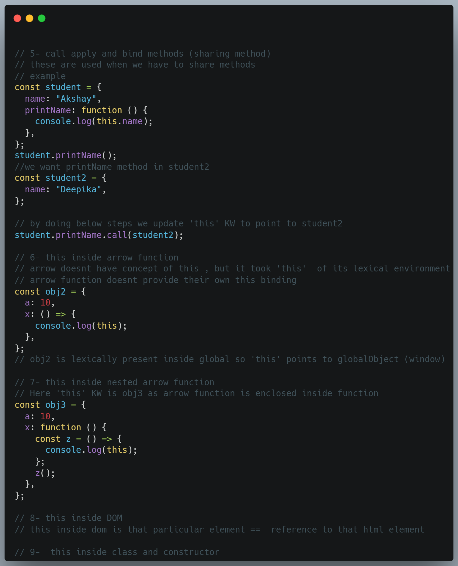 // 5- call apply and bind methods (sharing method)
// these are used when we have to share methods
// example
const student = {
  name: "Akshay",
  printName: function () {
    console.log(this.name);
  },
};
student.printName();
//we want printName method in student2
const student2 = {
  name: "Deepika",
};
// by doing below steps we update 'this' KW to point to student2
student.printName.call(student2);
// 6  this inside arrow function
// arrow doesnt have concept of this , but it took 'this'  of its lexical environment
// arrow function doesnt provide their own this binding
const obj2 = {
  a: 10,
  x: () => {
    console.log(this);
  },
};
// obj2 is lexically present inside global so 'this' points to globalObject (window)
// 7- this inside nested arrow function
// Here 'this' KW is obj3 as arrow function is enclosed inside function
const obj3 = {
  a: 10,
  x: function () {
    const z = () => {
      console.log(this);
    };
    z();
  },
};
// 8- this inside DOM
// this inside dom is that particular element ==  reference to that html element
// 9-  this inside class and constructor